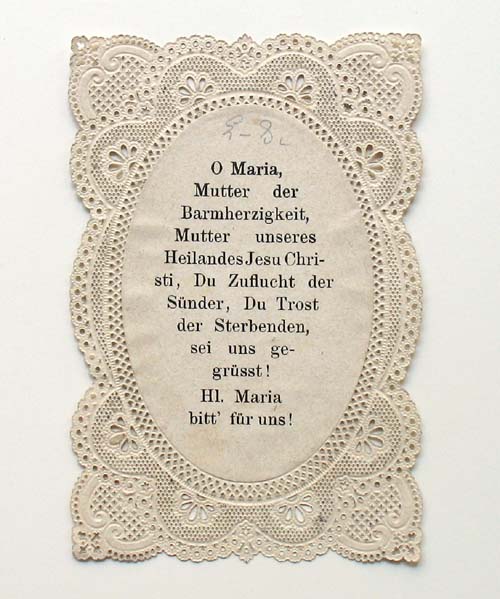 O Maria,
Mutter der
Barmherzigkeit,
Mutter unseres
Heilandes Jesu Chri-
sti, Du Zuflucht der
Sünder, Du Trost
der Sterbenden,
sei uns ge-
grüsst!
Hl. Maria
bitt' für uns!